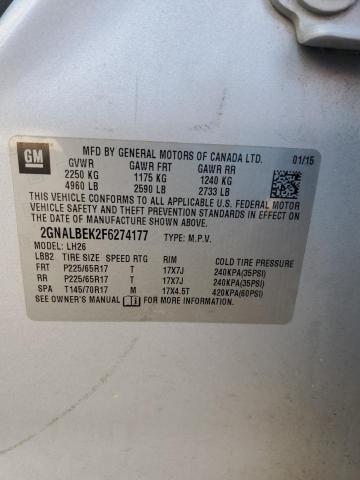 GM
MFD BY GENERAL MOTORS OF CANADA LTD. 01/15
GVWR GAWR FRT GAWR RR
2250 KG 1175 KG 1240 KG
4960 LB 2590 LB 2733 LB
THIS VEHICLE CONFORMS TO ALL APPLICABLE U.S. FEDERAL MOTOR
VEHICLE SAFETY AND THEFT PREVENTION STANDARDS IN EFFECT
ON THE DATE OF MANUFACTURE SHOWN ABOVE.
2GNALBEK2F6274177 TYPE: M.P.V.
MODEL: LH26
LBB2 TIRE SIZE SPEED RTG RIM COLD TIRE PRESSURE
FRT P225/65R17 T 17X7J 240KPA(35PSI)
RR P225/65R17 T 17X7J 240KPA(35PSI)
SPA T145/70R17 M 17X4.5T 420KPA(60PSI)
SEE OWNER'S MANUAL FOR ADDITIONAL INFORMATION.